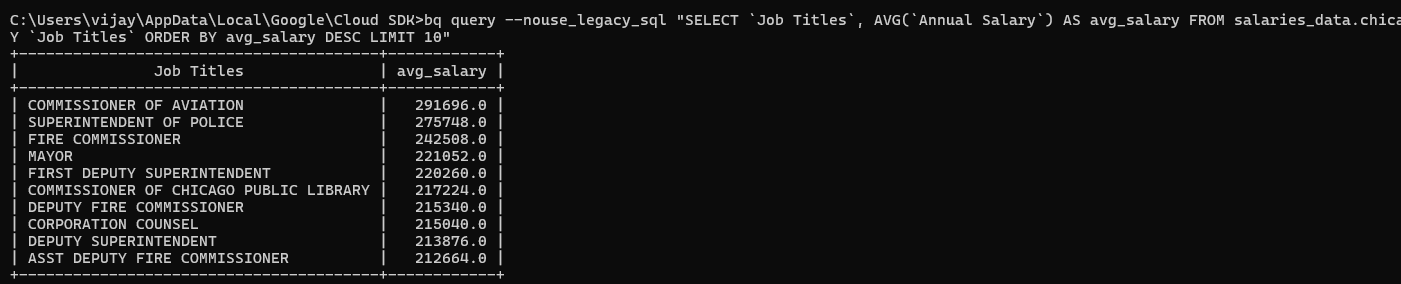 C:\Users\vijay\AppData\Local\Google\Cloud SDK>bq query --nouse_legacy_sql "SELECT `Job Titles`, AVG(`Annual Salary`) AS avg_salary FROM salaries_data.chica
Y `Job Titles` ORDER BY avg_salary DESC LIMIT 10"
+----------------------------------------+------------+
|               Job Titles               | avg_salary |
+----------------------------------------+------------+
| COMMISSIONER OF AVIATION               |   291696.0 |
| SUPERINTENDENT OF POLICE               |   275748.0 |
| FIRE COMMISSIONER                      |   242508.0 |
| MAYOR                                  |   221052.0 |
| FIRST DEPUTY SUPERINTENDENT            |   220260.0 |
| COMMISSIONER OF CHICAGO PUBLIC LIBRARY |   217224.0 |
| DEPUTY FIRE COMMISSIONER               |   215340.0 |
| CORPORATION COUNSEL                    |   215040.0 |
| DEPUTY SUPERINTENDENT                  |   213876.0 |
| ASST DEPUTY FIRE COMMISSIONER          |   212664.0 |
+----------------------------------------+------------+